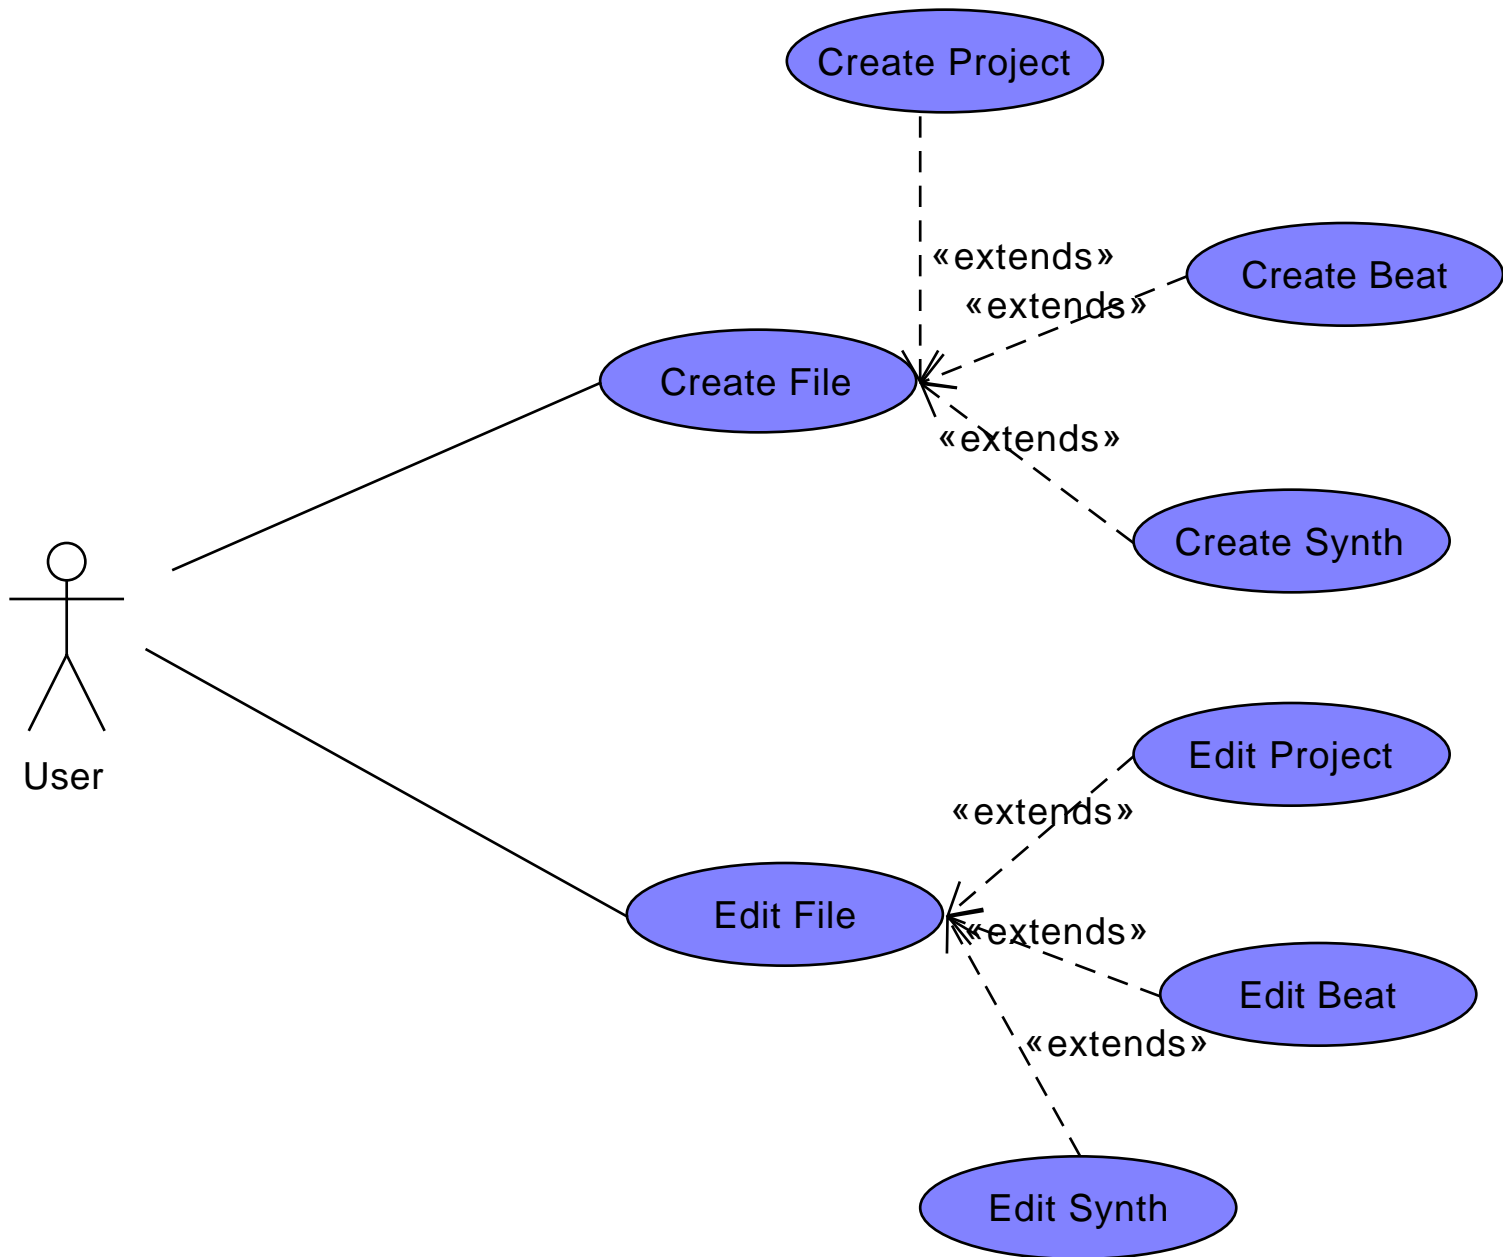 Create Project
«extends»
Create Beat
«extends»
Create File
«extends»
Create Synth
User
Edit Project
«extends»
Edit File
«extends»
Edit Beat
«extends»
Edit Synth